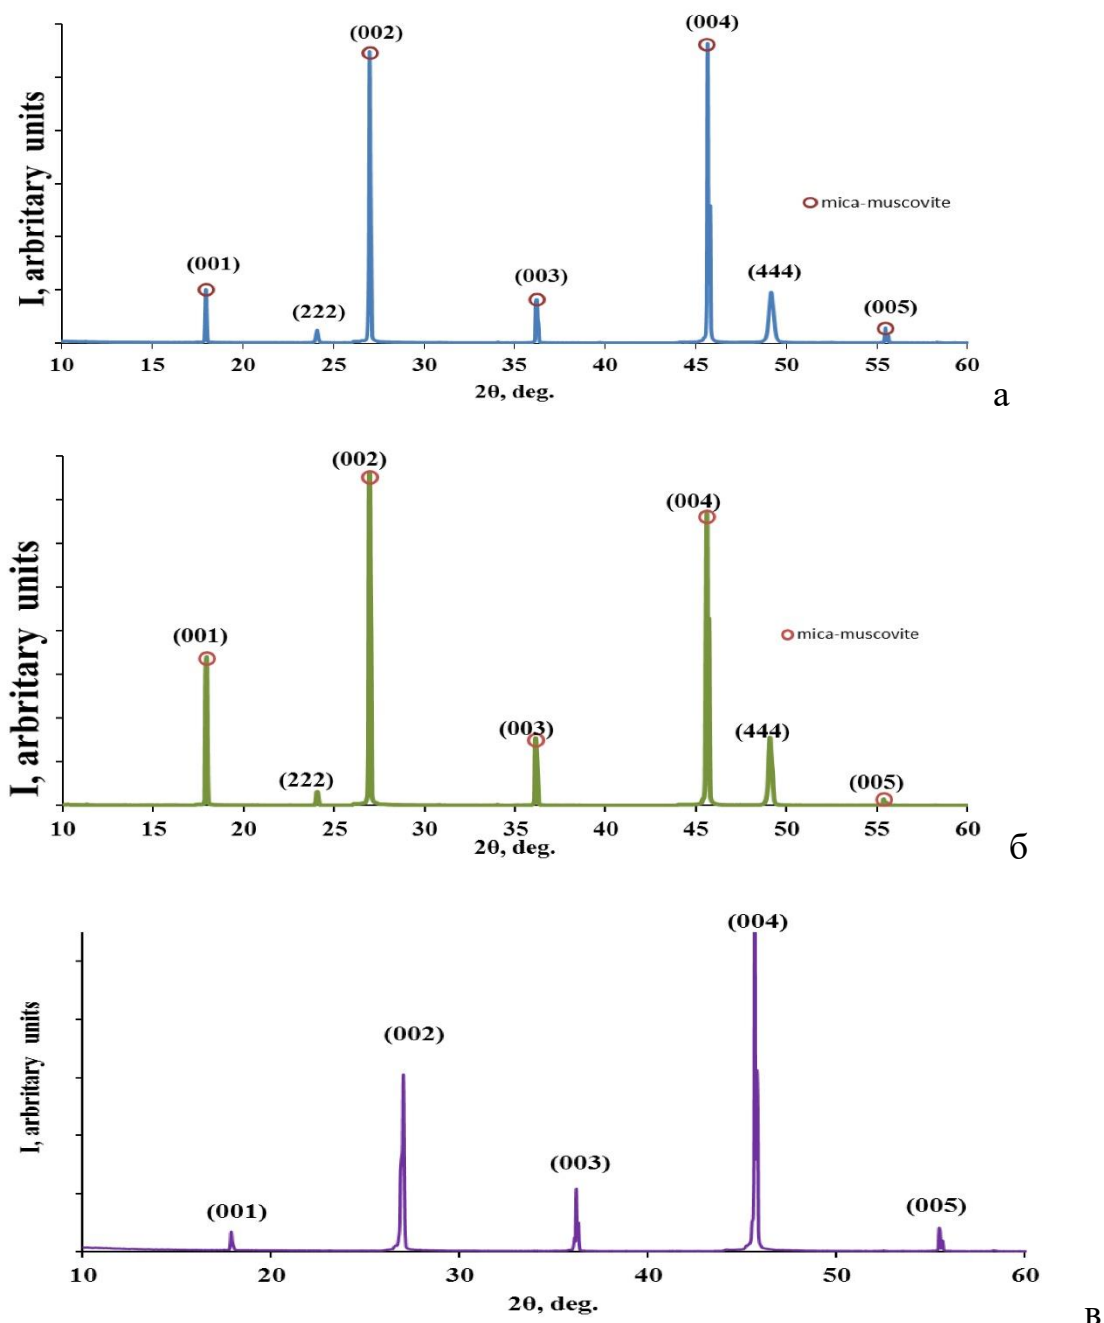 (004)
(002)
I, arbritary units
mica-muscovite
(001)
(003)
(444)
(222)
(005)
10 15 20 25 30 35 40 45 50 55 60
2θ, deg.
а
(002)
(004)
I, arbritary units
(001)
mica-muscovite
(003)
(444)
(222)
(005)
10 15 20 25 30 35 40 45 50 55 60
2θ, deg.
б
(004)
I, arbritary units
(002)
(003)
(001)
(005)
10 20 30 40 50 60
2θ, deg.
в